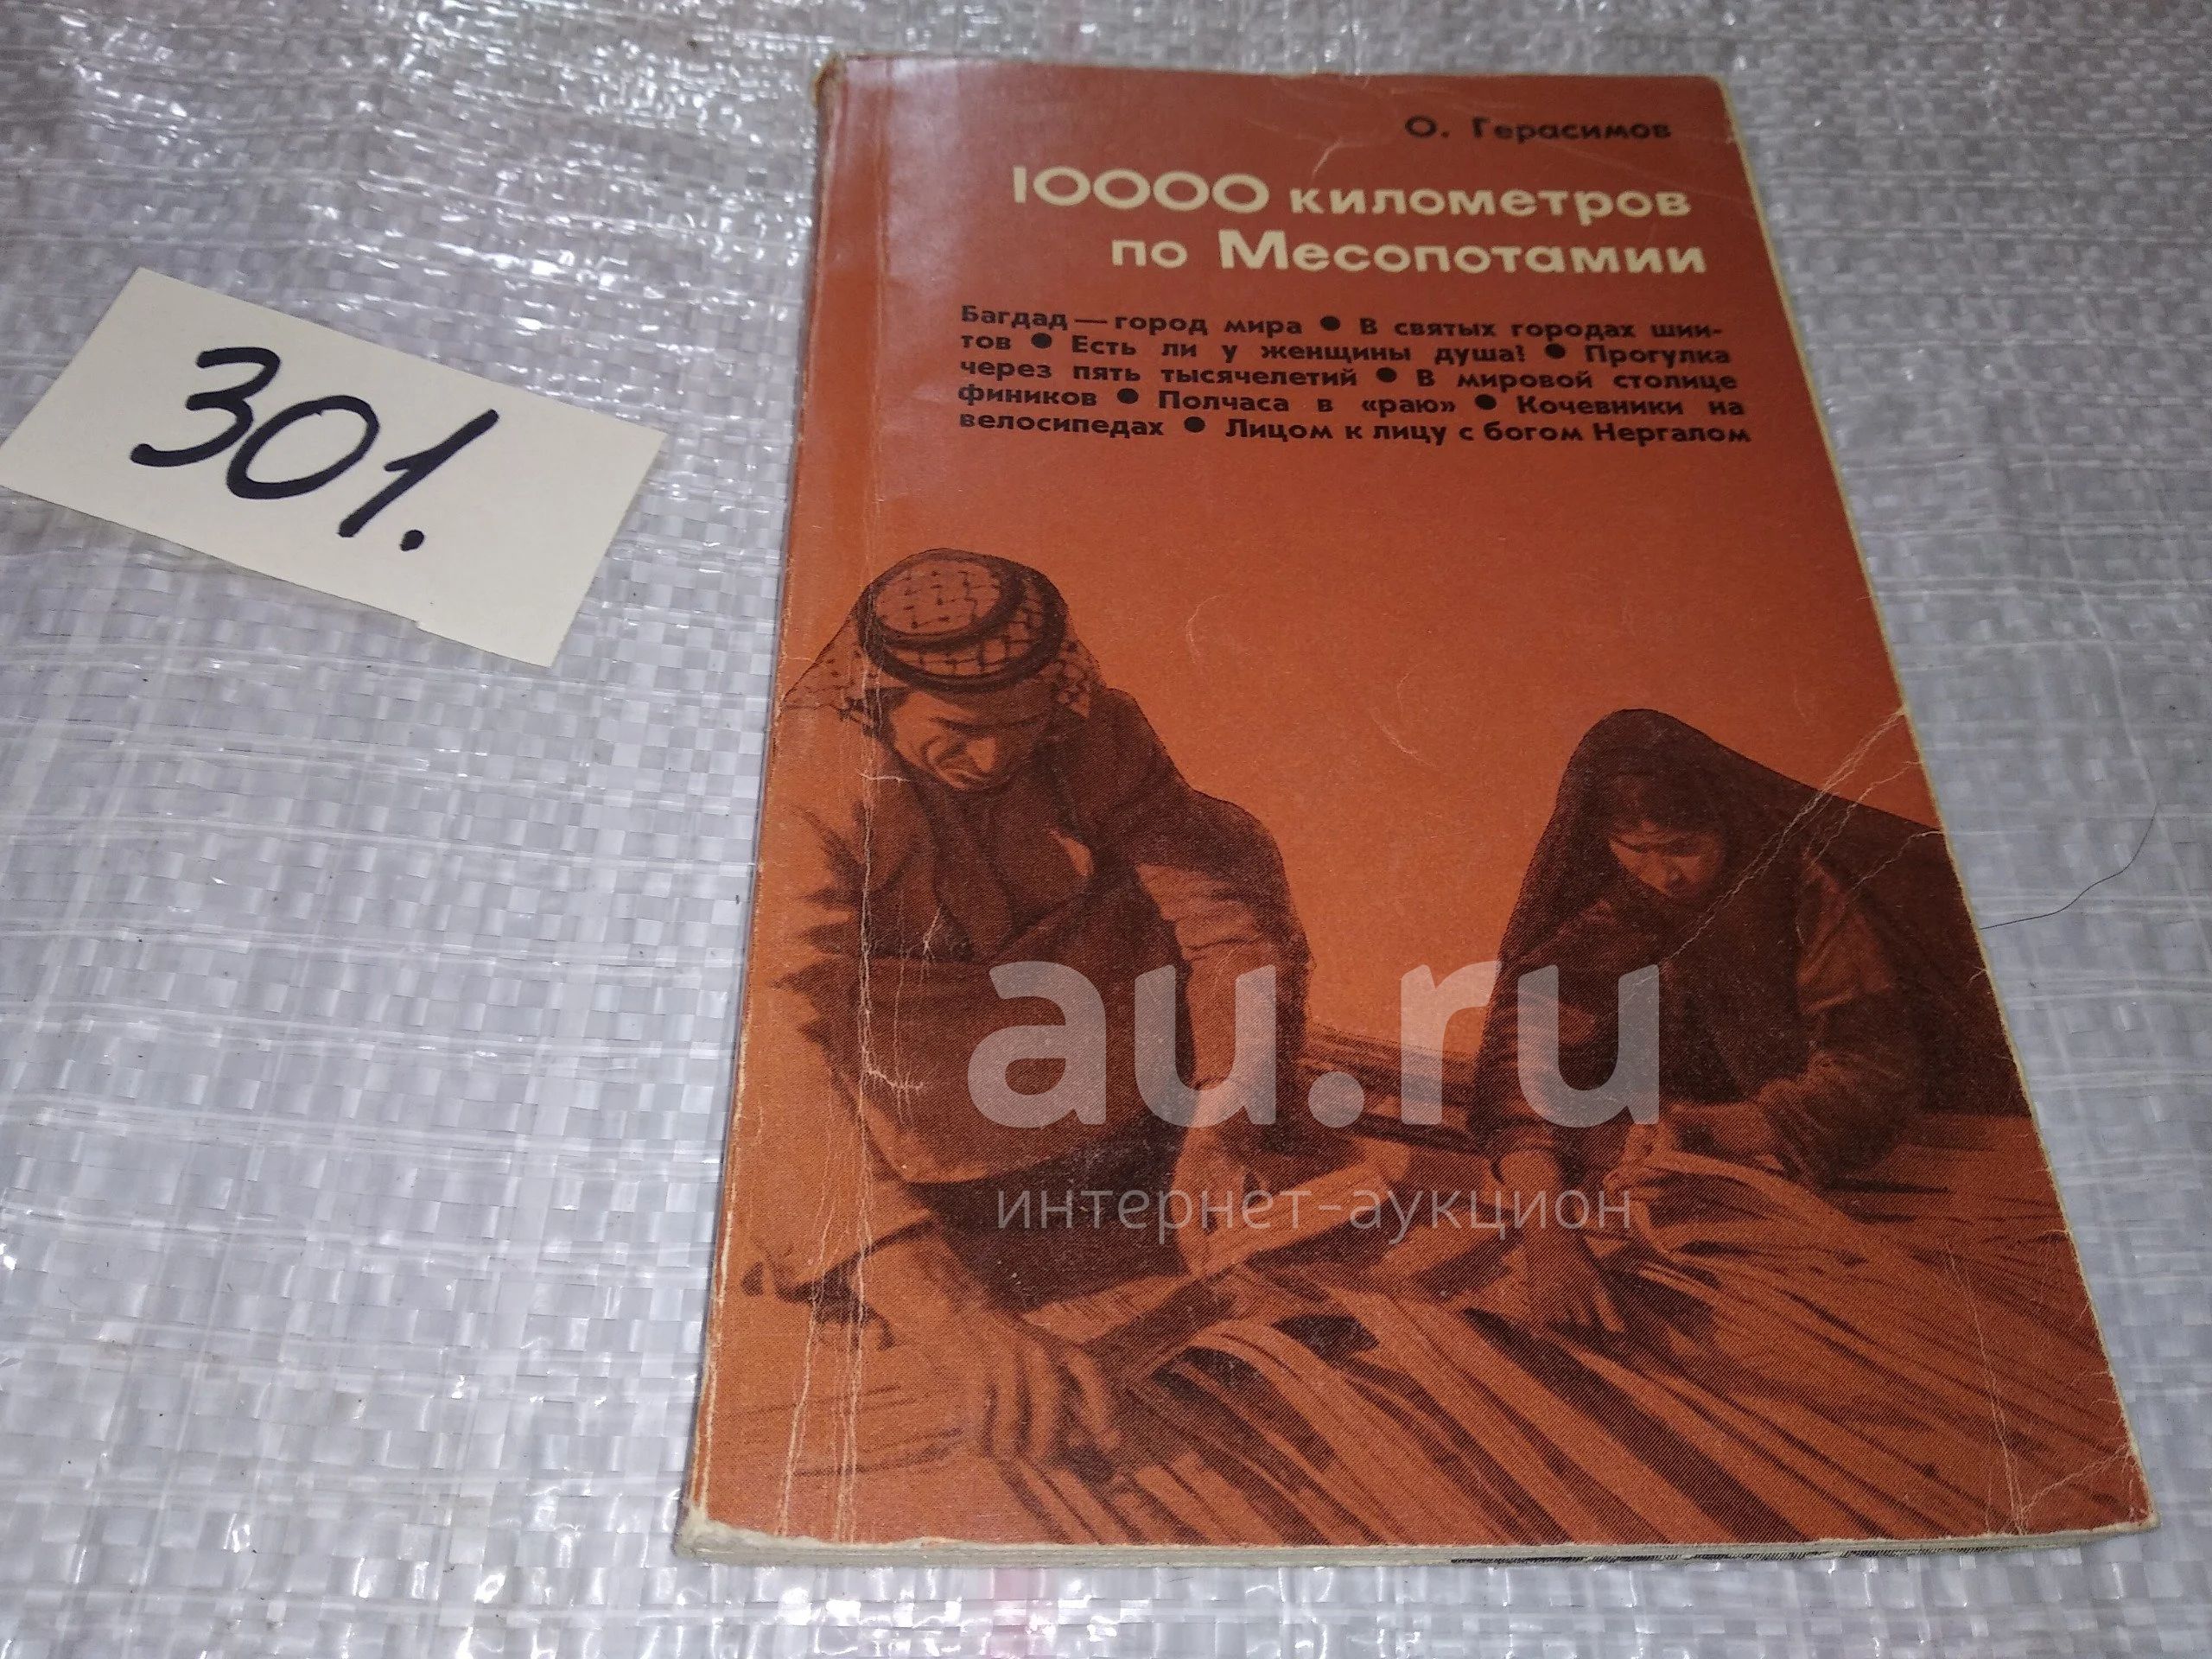 301.
О. Герасимов
10000 километров
по Месопотамии
Багдад — город мира ● В святых городах шии-
тов ● Есть ли у женщины душа? ● Прогулка
через пять тысячелетий ● В мировой столице
фиников ● Полчаса в «раю» ● Кочевники на
велосипедах ● Лицом к лицу с богом Нергалом
au.ru
интернет-аукцион